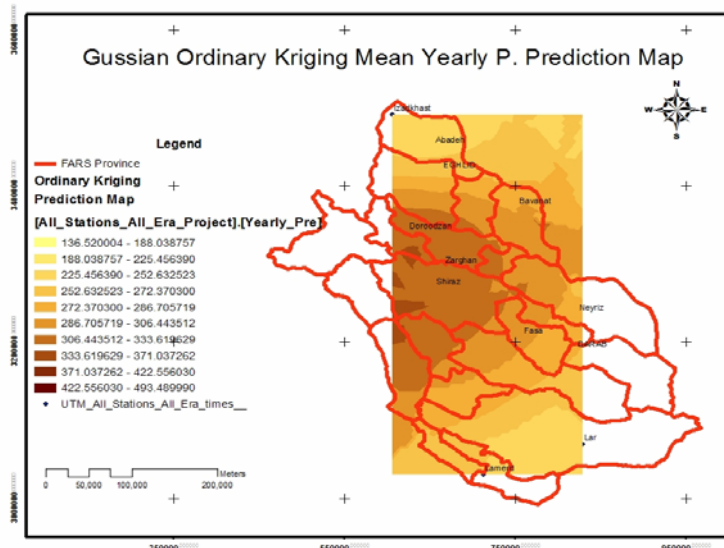 Gussian Ordinary Kriging Mean Yearly P. Prediction Map
N
W E
S
Izadkhast
Legend
Abadeh
FARS Province
EGHLID
Ordinary Kriging
Prediction Map
Bavanat
[All_Stations_All_Era_Project].[Yearly_Pre]
Doroodzan
136.520004 - 188.038757
188.038757 - 225.456390
225.456390 - 252.632523
Zarghan
252.632523 - 272.370300
Shiraz
272.370300 - 286.705719
286.705719 - 306.443512
Neyriz
306.443512 - 333.619629
Fasa
333.619629 - 371.037262
DARAB
371.037262 - 422.556030
422.556030 - 493.489990
UTM_All_Stations_All_Era_times__
Lar
Lamerd
Meters
0 50,000 100,000 200,000